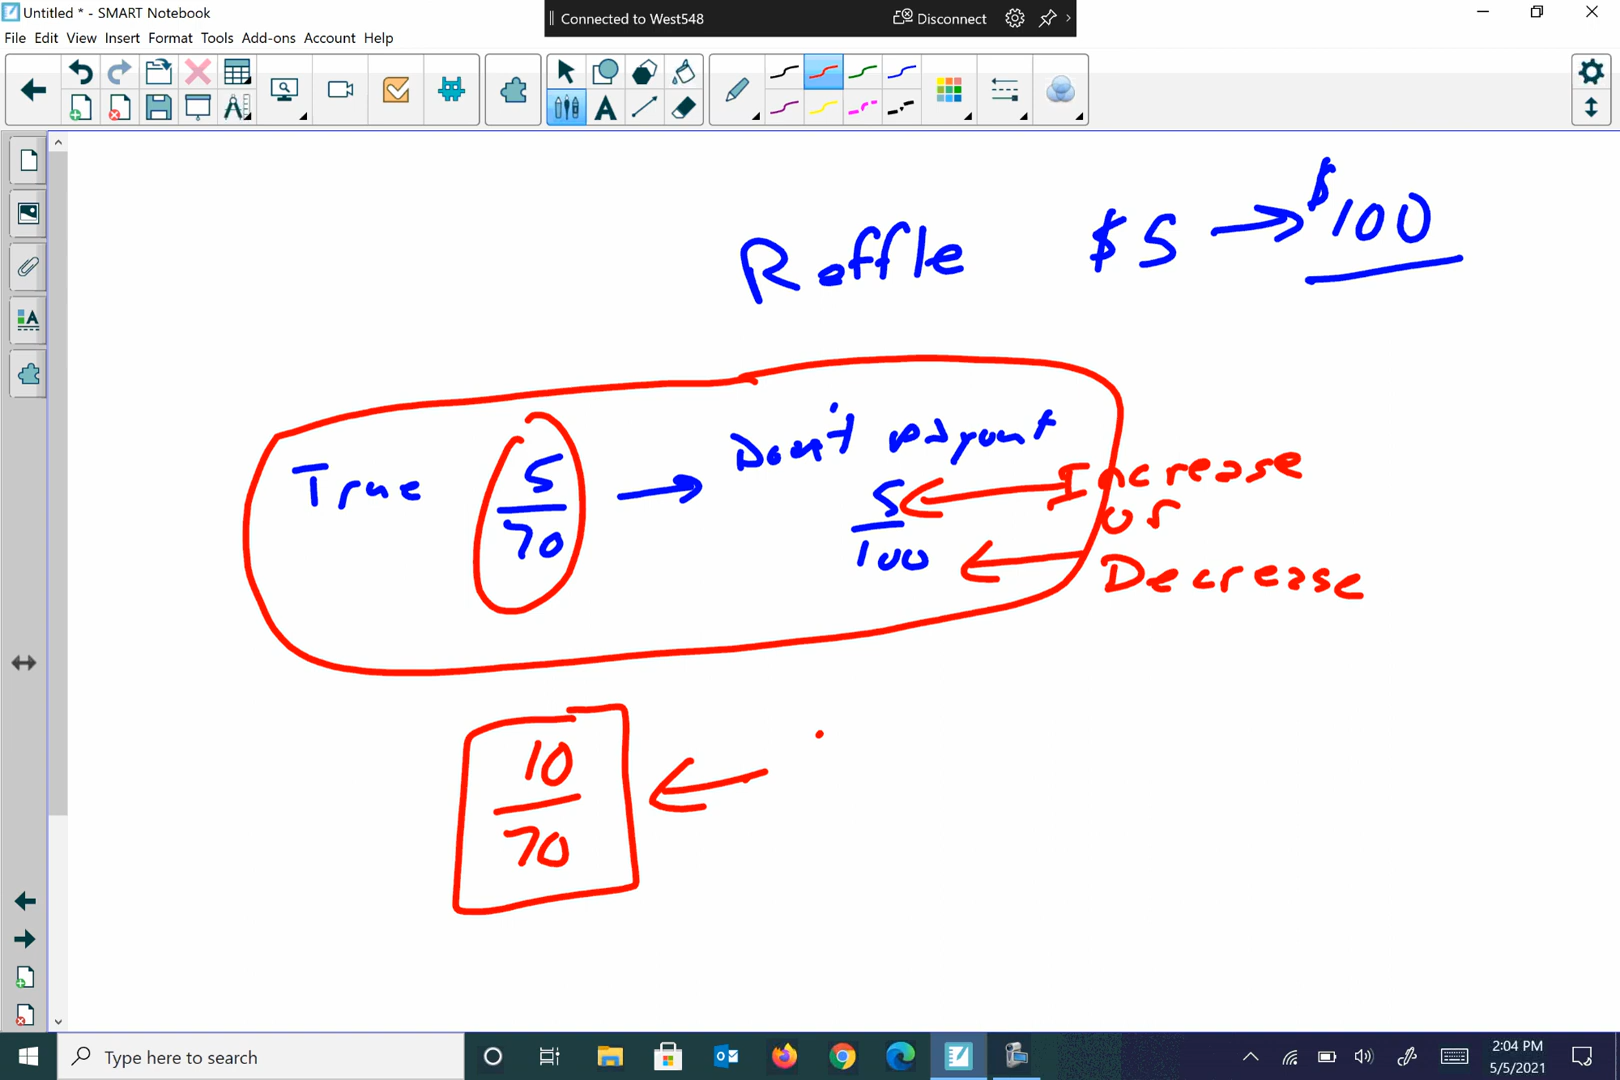 Untitled * - SMART Notebook
Connected to West548
Disconnect
File Edit View Insert Format Tools Add-ons Account Help
Roffle $5 → $100
True 5/70 → Don't payout
5/100
Increase
or
Decrease
10
70
Type here to search
2:04 PM
5/5/2021